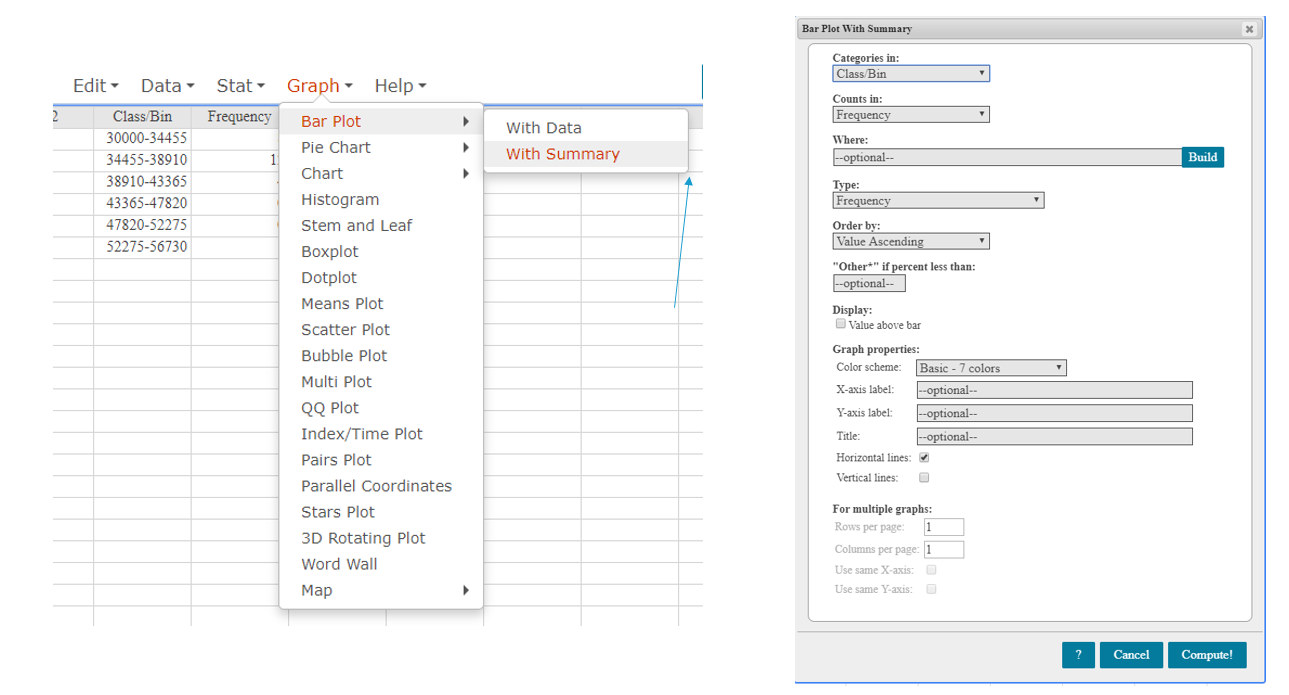 Edit Data Stat Graph Help
2 Class/Bin Frequency
30000-34455
34455-38910 1
38910-43365
43365-47820
47820-52275
52275-56730
Bar Plot
Pie Chart
Chart
Histogram
Stem and Leaf
Boxplot
Dotplot
Means Plot
Scatter Plot
Bubble Plot
Multi Plot
QQ Plot
Index/Time Plot
Pairs Plot
Parallel Coordinates
Stars Plot
3D Rotating Plot
Word Wall
Map
With Data
With Summary
Bar Plot With Summary
Categories in:
Class/Bin
Counts in:
Frequency
Where:
--optional-- Build
Type:
Frequency
Order by:
Value Ascending
"Other*" if percent less than:
--optional--
Display:
Value above bar
Graph properties:
Color scheme: Basic - 7 colors
X-axis label: --optional--
Y-axis label: --optional--
Title: --optional--
Horizontal lines:
Vertical lines:
For multiple graphs:
Rows per page: 1
Columns per page: 1
Use same X-axis:
Use same Y-axis:
? Cancel Compute!